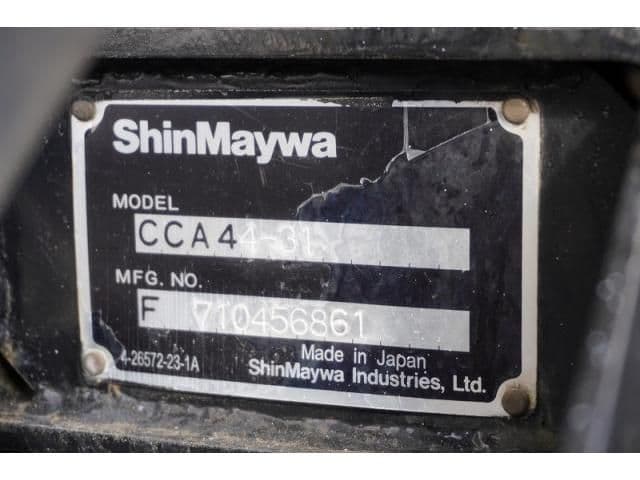 ShinMaywa
MODEL
CCA44-31
MFG. NO.
F 710456861
Made in Japan
4-26572-23-1A
ShinMaywa Industries, Ltd.